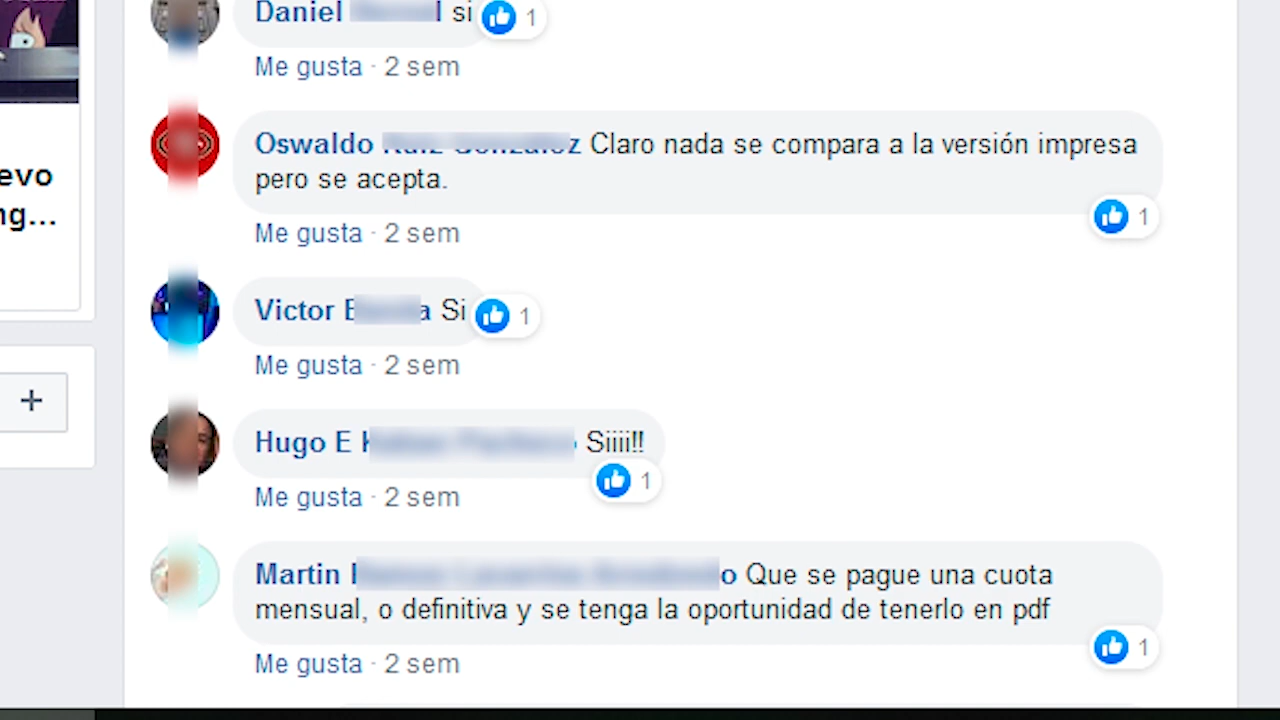 Daniel si 1
Me gusta · 2 sem
Oswaldo Claro nada se compara a la versión impresa
pero se acepta.
1
Me gusta · 2 sem
evo
ng...
Victor Si 1
Me gusta · 2 sem
+
Hugo E Siiii!!
1
Me gusta · 2 sem
Martin Que se pague una cuota
mensual, o definitiva y se tenga la oportunidad de tenerlo en pdf
1
Me gusta · 2 sem